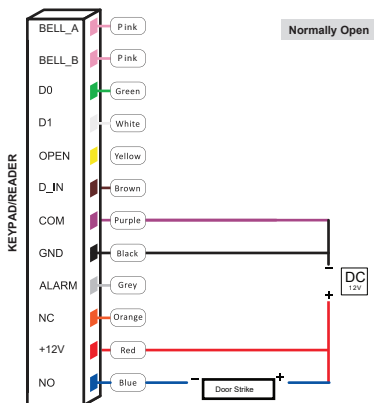 Normally Open
KEYPAD/READER
BELL_A Pink
BELL_B Pink
D0 Green
D1 White
OPEN Yellow
D_IN Brown
COM Purple
GND Black
ALARM Grey
NC Orange
+12V Red
NO Blue
− Door Strike +
−
DC
12V
+